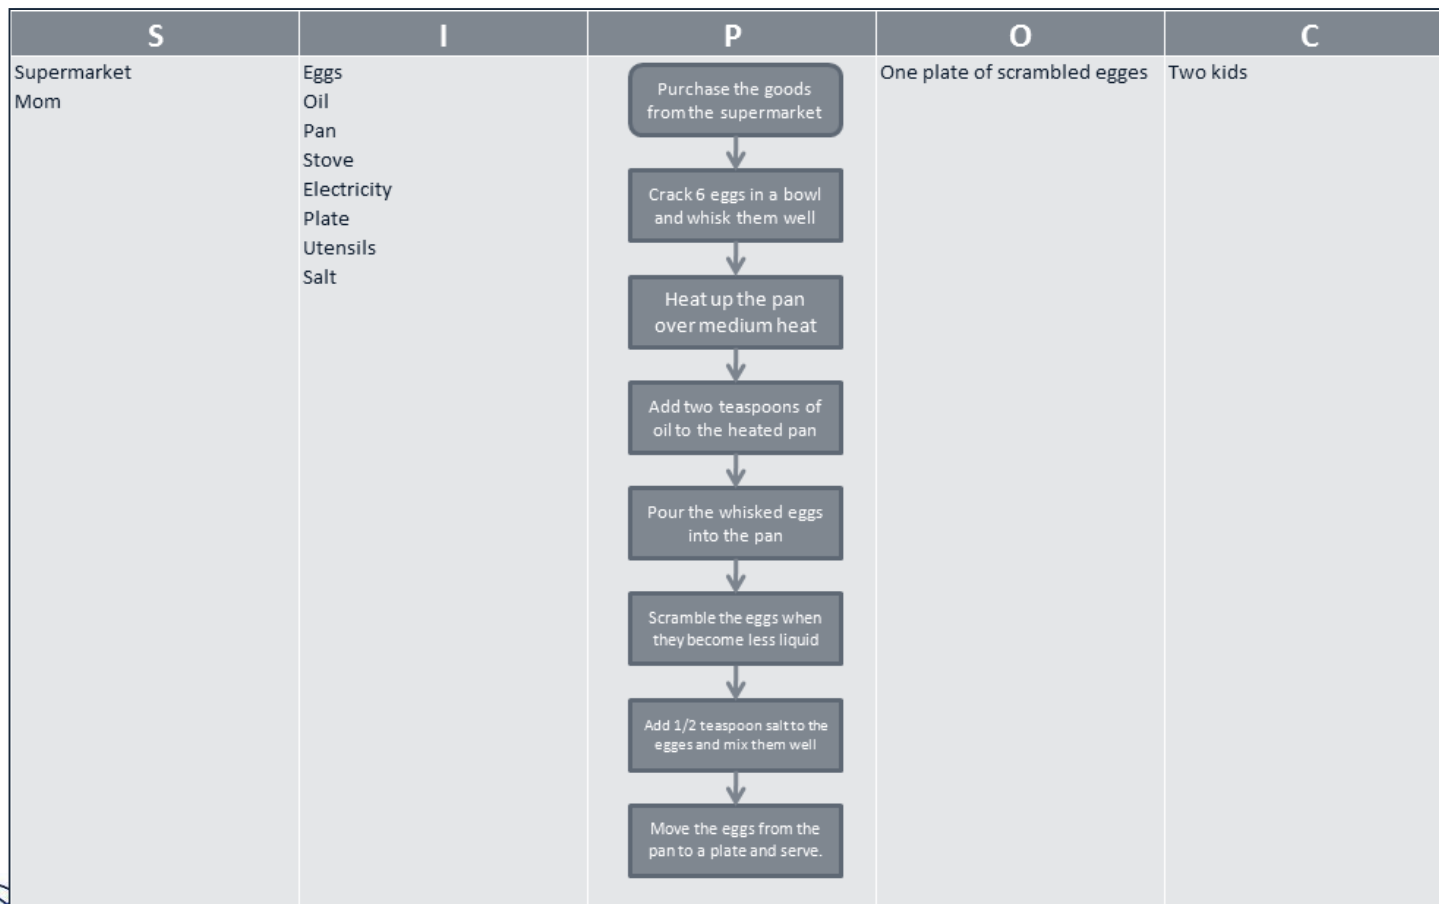 S
I
P
O
C
Supermarket
Mom
Eggs
Oil
Pan
Stove
Electricity
Plate
Utensils
Salt
Purchase the goods
from the supermarket
Crack 6 eggs in a bowl
and whisk them well
Heat up the pan
over medium heat
Add two teaspoons of
oil to the heated pan
Pour the whisked eggs
into the pan
Scramble the eggs when
they become less liquid
Add 1/2 teaspoon salt to the
egges and mix them well
Move the eggs from the
pan to a plate and serve.
One plate of scrambled egges
Two kids